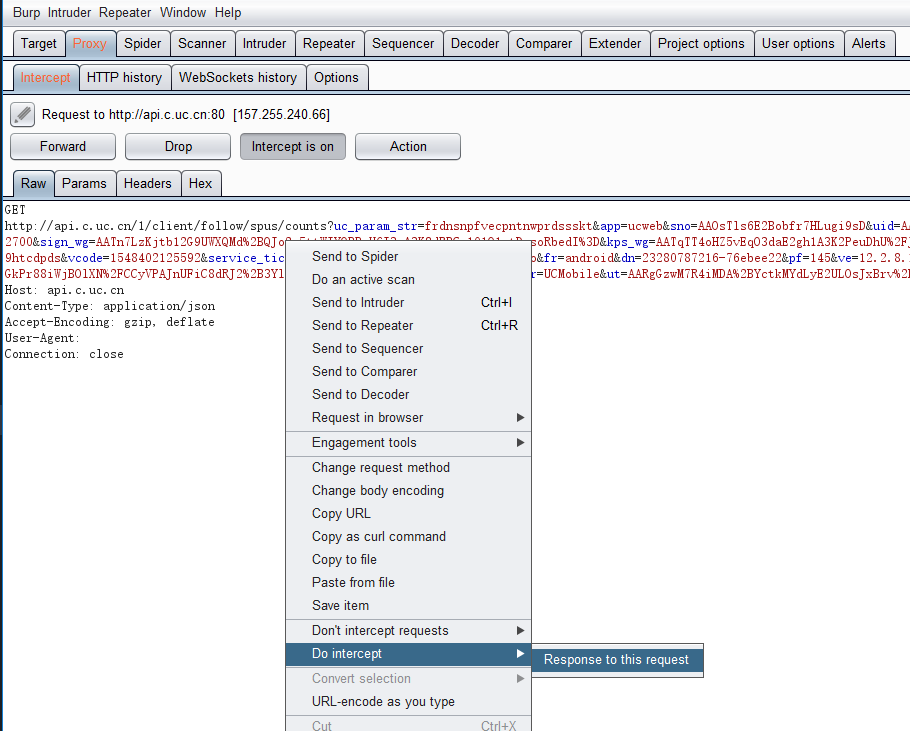 Burp Intruder Repeater Window Help
Target Proxy Spider Scanner Intruder Repeater Sequencer Decoder Comparer Extender Project options User options Alerts
Intercept HTTP history WebSockets history Options
Request to http://api.c.uc.cn:80 [157.255.240.66]
Forward Drop Intercept is on Action
Raw Params Headers Hex
GET
http://api.c.uc.cn/1/client/follow/spus/counts?uc_param_str=frdnsnpfvecpntnwprdssskt&app=ucweb&sno=AAOsTls6E2Bobfr7HLugi9sD&uid=A
2700&sign_wg=AATn7LzKjtb12G9UWXQMd%2BQJo soRbedI%3D&kps_wg=AATqTT4oHZ5vEqO3daE2gh1A3K2PeuDhU%2F
9htcdpds&vcode=1548402125592&service_tic &fr=android&dn=23280787216-76ebee22&pf=145&ve=12.2.8.
GkPr88iWjBOlXN%2FCCyVPAJnUFiC8dRJ2%2B3Yl r=UCMobile&ut=AARgGzwM7R4iMDA%2BYctkMYdLyE2ULOsJxBrv%2
Host: api.c.uc.cn
Content-Type: application/json
Accept-Encoding: gzip, deflate
User-Agent:
Connection: close
Send to Spider
Do an active scan
Send to Intruder Ctrl+I
Send to Repeater Ctrl+R
Send to Sequencer
Send to Comparer
Send to Decoder
Request in browser
Engagement tools
Change request method
Change body encoding
Copy URL
Copy as curl command
Copy to file
Paste from file
Save item
Don't intercept requests
Do intercept
Response to this request
Convert selection
URL-encode as you type
Cut Ctrl+X